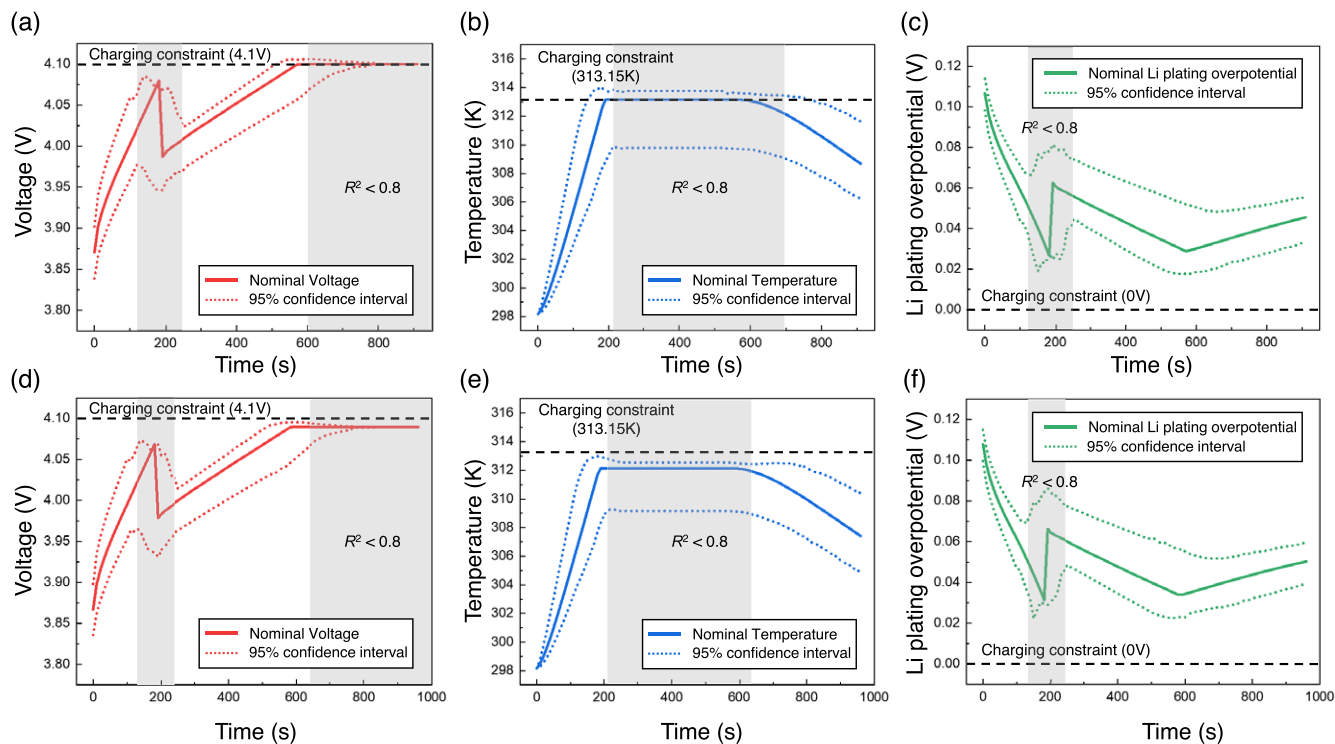 (a)
Charging constraint (4.1V)
4.10
4.05
4.00
3.95
3.90
3.85
3.80
Voltage (V)
R² < 0.8
Nominal Voltage
95% confidence interval
0 200 400 600 800
Time (s)
(b)
Charging constraint
(313.15K)
316
314
312
310
308
306
304
302
300
298
Temperature (K)
R² < 0.8
Nominal Temperature
95% confidence interval
0 200 400 600 800
Time (s)
(c)
0.12
0.10
0.08
0.06
0.04
0.02
0.00
Li plating overpotential (V)
Nominal Li plating overpotential
95% confidence interval
R² < 0.8
Charging constraint (0V)
0 200 400 600 800
Time (s)
(d)
Charging constraint (4.1V)
4.10
4.05
4.00
3.95
3.90
3.85
3.80
Voltage (V)
R² < 0.8
Nominal Voltage
95% confidence interval
0 200 400 600 800 1000
Time (s)
(e)
Charging constraint
(313.15K)
316
314
312
309
308
306
304
302
300
298
Temperature (K)
R² < 0.8
Nominal Temperature
95% confidence interval
0 200 400 600 800 1000
Time (s)
(f)
0.12
0.10
0.08
0.06
0.04
0.02
0.00
Li plating overpotential (V)
Nominal Li plating overpotential
95% confidence interval
R² < 0.8
Charging constraint (0V)
0 200 400 600 800 1000
Time (s)